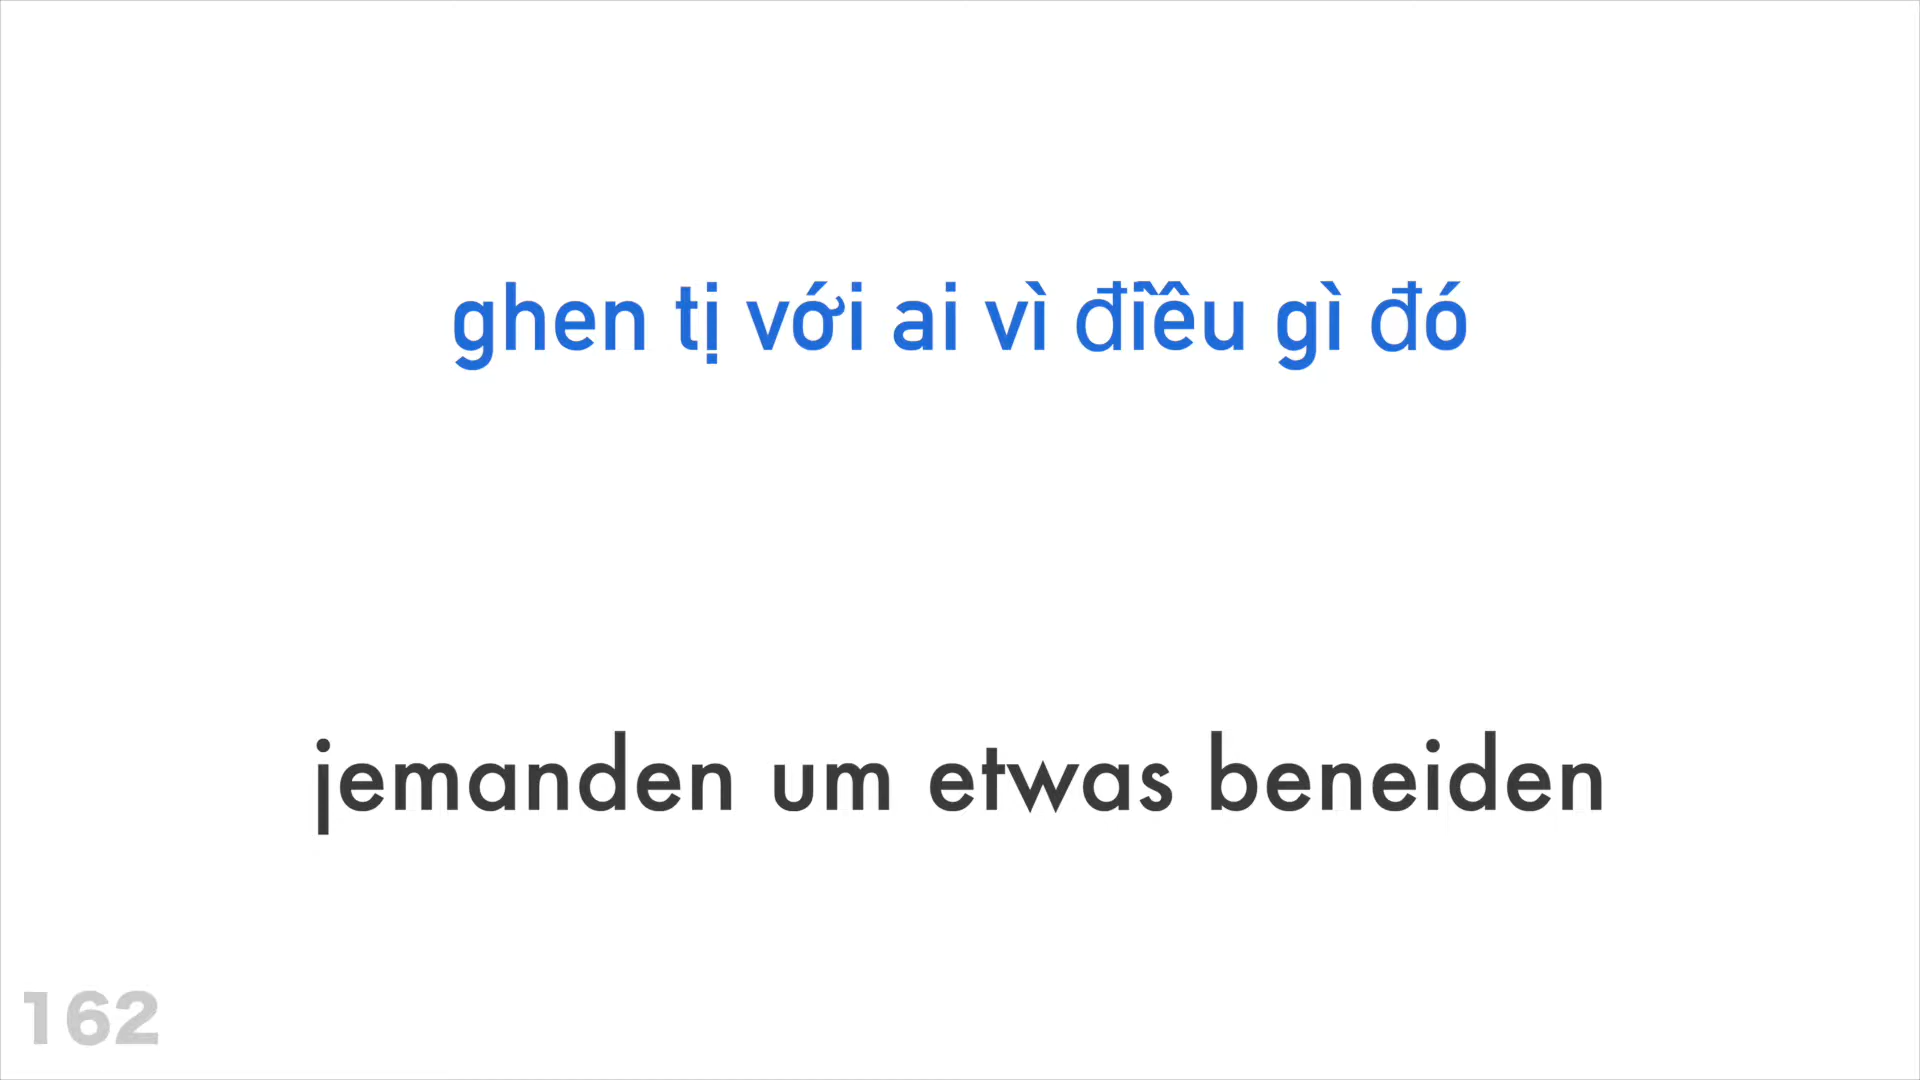 ghen tị với ai vì điều gì đó
jemanden um etwas beneiden
162